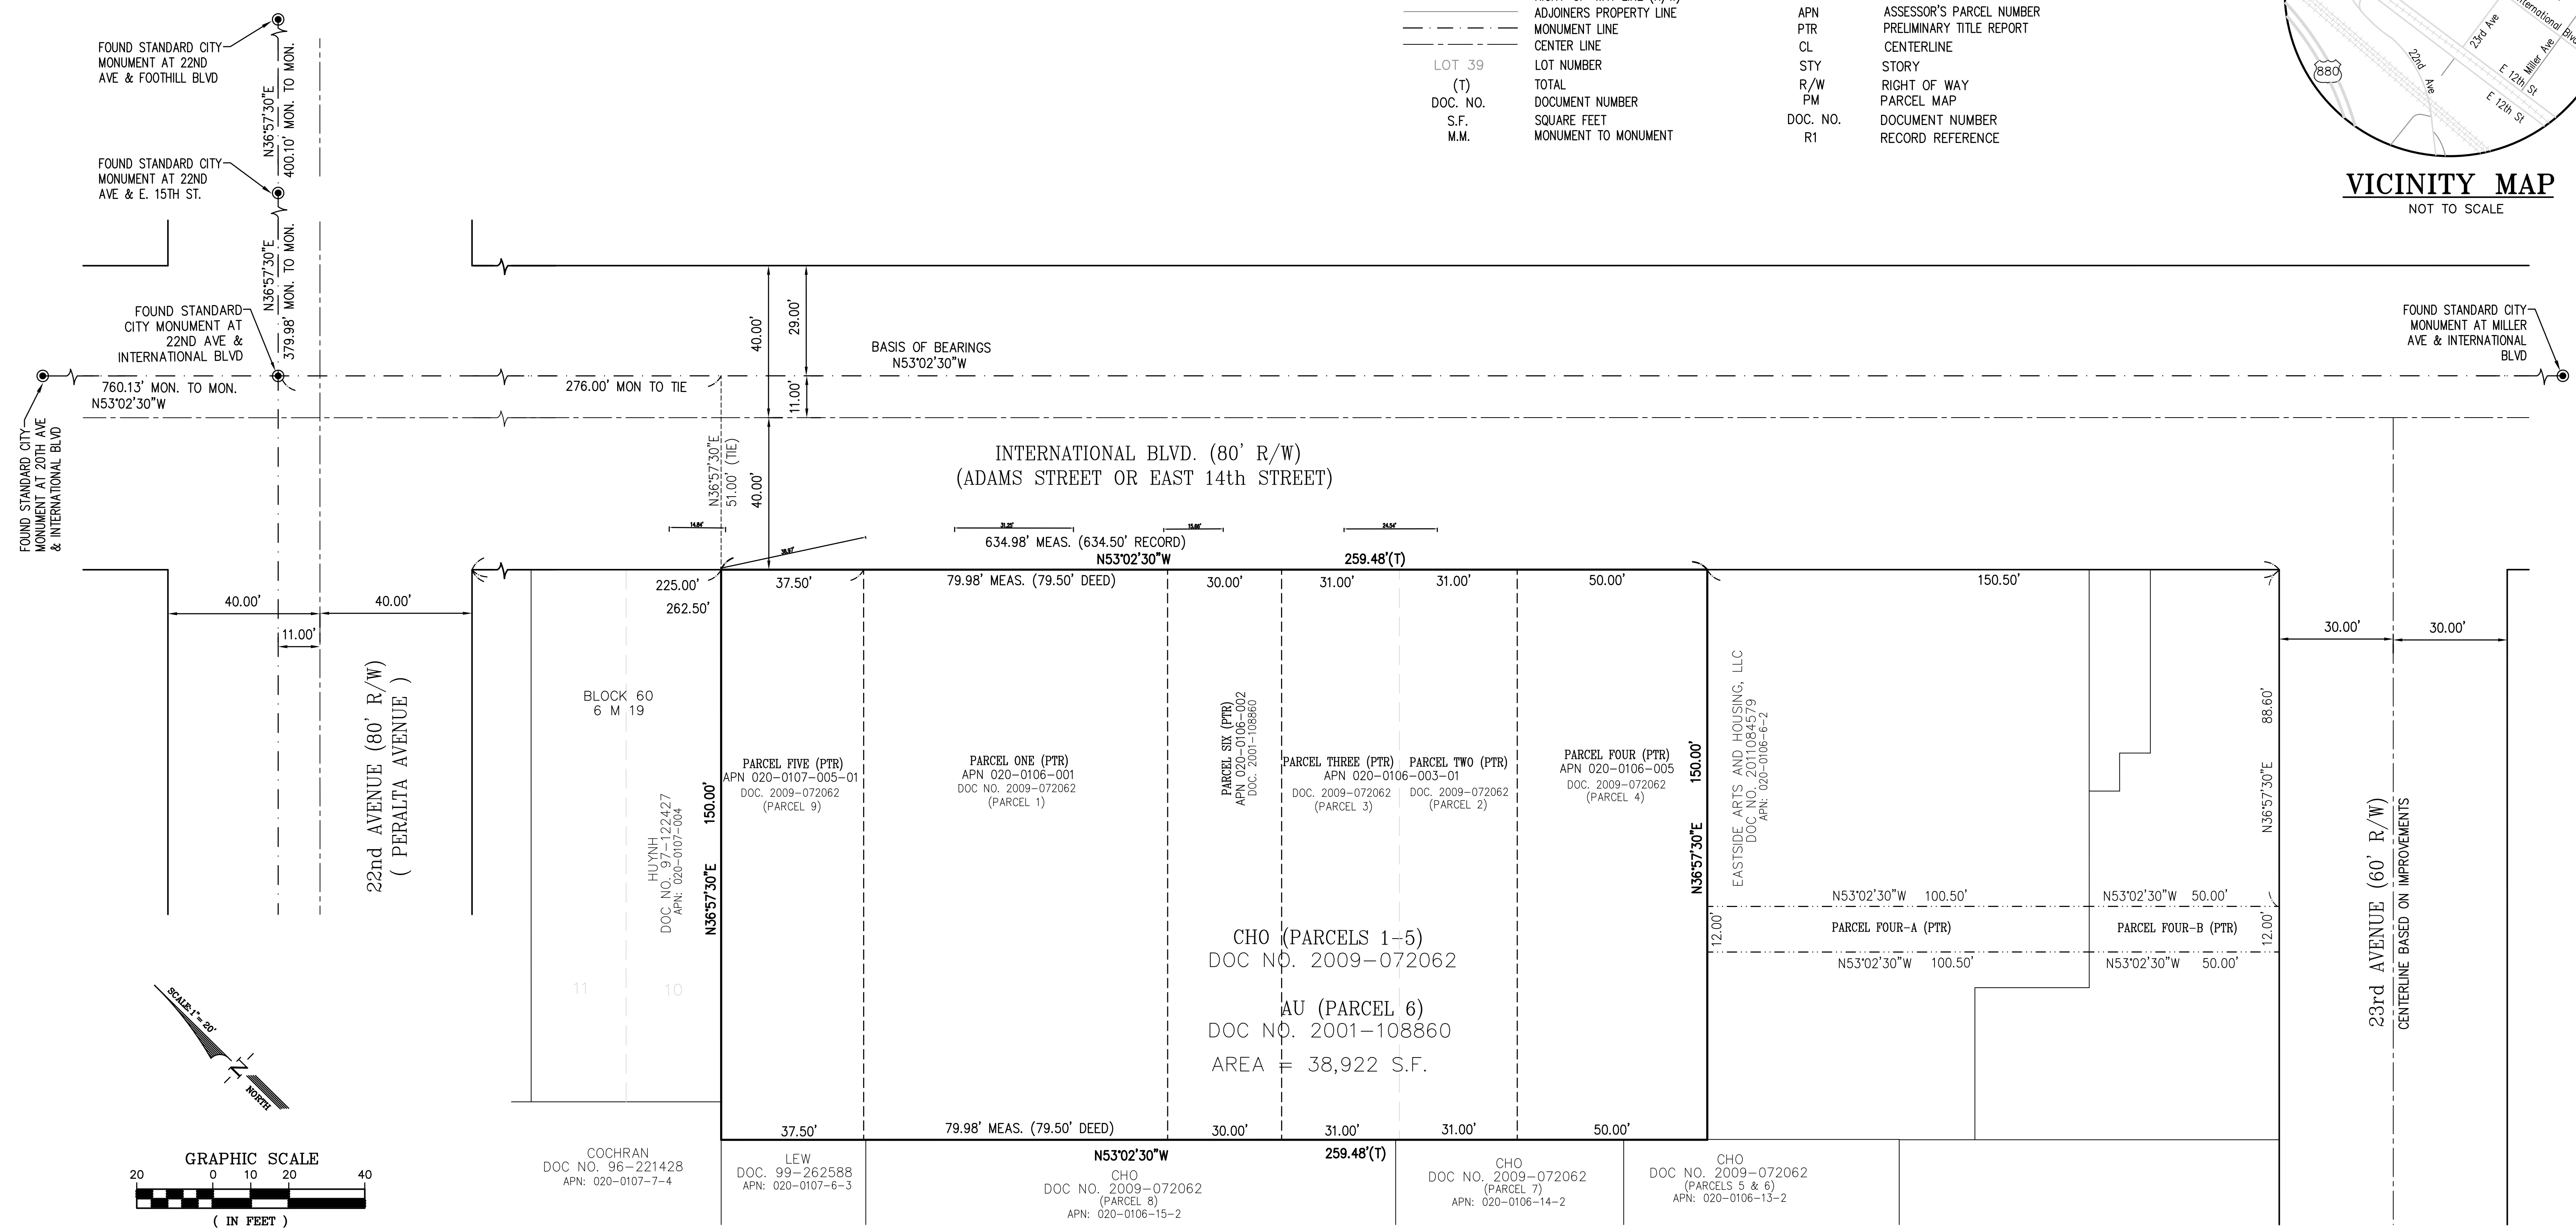 ADJOINERS PROPERTY LINE
MONUMENT LINE
CENTER LINE
LOT 39 LOT NUMBER
(T) TOTAL
DOC. NO. DOCUMENT NUMBER
S.F. SQUARE FEET
M.M. MONUMENT TO MONUMENT
APN ASSESSOR'S PARCEL NUMBER
PTR PRELIMINARY TITLE REPORT
CL CENTERLINE
STY STORY
R/W RIGHT OF WAY
PM PARCEL MAP
DOC. NO. DOCUMENT NUMBER
R1 RECORD REFERENCE
880
22nd Ave
23rd Ave
Miller Ave
E 12th St
E 12th St
VICINITY MAP
NOT TO SCALE
FOUND STANDARD CITY
MONUMENT AT 22ND
AVE & FOOTHILL BLVD
N36°57'30"E
400.10' MON. TO MON.
FOUND STANDARD CITY
MONUMENT AT 22ND
AVE & E. 15TH ST.
N36°57'30"E
379.98' MON. TO MON.
FOUND STANDARD
CITY MONUMENT AT
22ND AVE &
INTERNATIONAL BLVD
760.13' MON. TO MON.
N53°02'30"W
FOUND STANDARD CITY
MONUMENT AT 20TH AVE
& INTERNATIONAL BLVD
276.00' MON TO TIE
40.00'
29.00'
11.00'
BASIS OF BEARINGS
N53°02'30"W
FOUND STANDARD CITY
MONUMENT AT MILLER
AVE & INTERNATIONAL
BLVD
N36°57'30"E
51.00' (TIE)
40.00'
INTERNATIONAL BLVD. (80' R/W)
(ADAMS STREET OR EAST 14th STREET)
14.84'
31.25'
15.66'
24.54'
634.98' MEAS. (634.50' RECORD)
N53°02'30"W 259.48'(T)
225.00'
262.50'
37.50'
79.98' MEAS. (79.50' DEED)
30.00'
31.00'
31.00'
50.00'
150.50'
40.00'
40.00'
11.00'
30.00'
30.00'
22nd AVENUE (80' R/W)
( PERALTA AVENUE )
BLOCK 60
6 M 19
HUYNH
DOC NO. 97-122427
APN: 020-0107-004
11
10
N36°57'30"E 150.00'
PARCEL FIVE (PTR)
APN 020-0107-005-01
DOC. 2009-072062
(PARCEL 9)
PARCEL ONE (PTR)
APN 020-0106-001
DOC NO. 2009-072062
(PARCEL 1)
PARCEL SIX (PTR)
APN 020-0106-002
DOC. 2001-108860
PARCEL THREE (PTR) PARCEL TWO (PTR)
APN 020-0106-003-01
DOC. 2009-072062
(PARCEL 3)
DOC. 2009-072062
(PARCEL 2)
PARCEL FOUR (PTR)
APN 020-0106-005
DOC. 2009-072062
(PARCEL 4)
N36°57'30"E 150.00'
EASTSIDE ARTS AND HOUSING, LLC
DOC NO. 2011084579
APN: 020-0106-6-2
88.60'
N36°57'30"E
N53°02'30"W 100.50'
N53°02'30"W 50.00'
12.00'
PARCEL FOUR-A (PTR)
PARCEL FOUR-B (PTR)
12.00'
N53°02'30"W 100.50'
N53°02'30"W 50.00'
23rd AVENUE (60' R/W)
CENTERLINE BASED ON IMPROVEMENTS
CHO (PARCELS 1-5)
DOC NO. 2009-072062
AU (PARCEL 6)
DOC NO. 2001-108860
AREA = 38,922 S.F.
37.50'
79.98' MEAS. (79.50' DEED)
30.00'
31.00'
31.00'
50.00'
N53°02'30"W 259.48'(T)
COCHRAN
DOC NO. 96-221428
APN: 020-0107-7-4
LEW
DOC. 99-262588
APN: 020-0107-6-3
CHO
DOC NO. 2009-072062
(PARCEL 8)
APN: 020-0106-15-2
CHO
DOC NO. 2009-072062
(PARCEL 7)
APN: 020-0106-14-2
CHO
DOC NO. 2009-072062
(PARCELS 5 & 6)
APN: 020-0106-13-2
SCALE:1"= 20'
-N-
NORTH
GRAPHIC SCALE
20 0 10 20 40
( IN FEET )